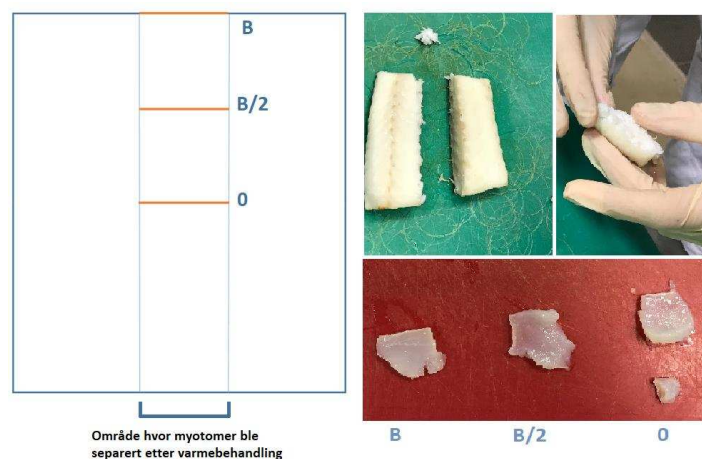 B
B/2
0
Område hvor myotomer ble
separert etter varmebehandling
B
B/2
0